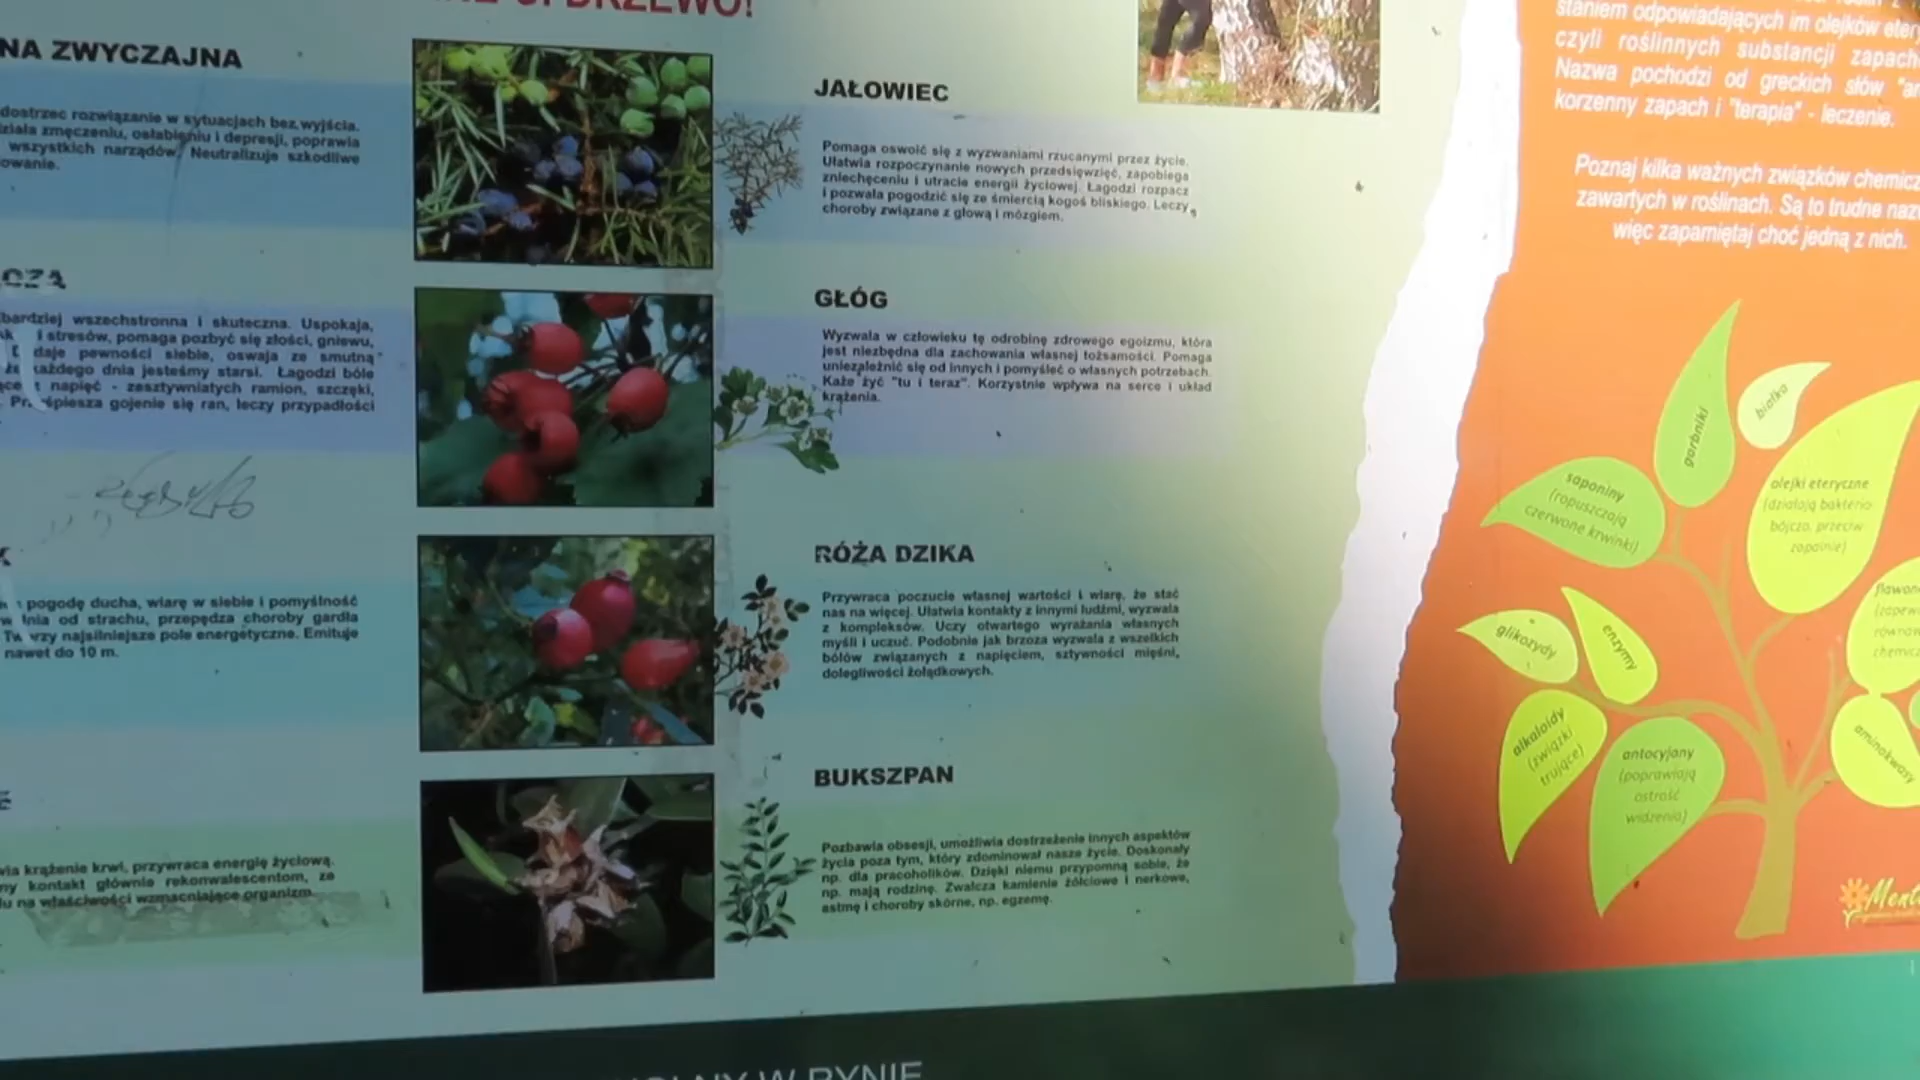 DRZEWO!
NA ZWYCZAJNA
dostrzec rozwiązanie w sytuacjach bez wyjścia.
zmęczeniu, osłabieniu i depresji, poprawia
wszystkich narządów. Neutralizuje szkodliwe
bardziej wszechstronna i skuteczna. Uspokaja,
i stresów, pomaga pozbyć się złości, gniewu,
daje pewności siebie, oswaja ze smutną
każdego dnia jesteśmy starsi. Łagodzi bóle
napięć - zesztywniałych ramion, szczęki,
gojenie się ran, leczy przypadłości
pogodę ducha, wiarę w siebie i pomyślność
od strachu, przepędza choroby gardła
najsilniejsze pole energetyczne. Emituje
nawet do 10 m.
krążenie krwi, przywraca energię życiową.
kontakt głównie rekonwalescentom, ze
na właściwości wzmacniające organizm.
JAŁOWIEC
Pomaga oswoić się z wyzwaniami rzucanymi przez życie.
Ułatwia rozpoczynanie nowych przedsięwzięć, zapobiega
zniechęceniu i utracie energii życiowej. Łagodzi rozpacz
i pozwala pogodzić się ze śmiercią kogoś bliskiego. Leczy
choroby związane z głową i mózgiem.
GŁÓG
Wyzwala w człowieku tę odrobinę zdrowego egoizmu, która
jest niezbędna dla zachowania własnej tożsamości. Pomaga
uniezależnić się od innych i pomyśleć o własnych potrzebach.
Każe żyć "tu i teraz". Korzystnie wpływa na serce i układ
krążenia.
RÓŻA DZIKA
Przywraca poczucie własnej wartości i wiarę, że stać
nas na więcej. Ułatwia kontakty z innymi ludźmi, wyzwala
z kompleksów. Uczy otwartego wyrażania własnych
myśli i uczuć. Podobnie jak brzoza wyzwala z wszelkich
bólów związanych z napięciem, sztywności mięśni,
dolegliwości żołądkowych.
BUKSZPAN
Pozbawia obsesji, umożliwia dostrzeżenie innych aspektów
życia poza tym, który zdominował nasze życie. Doskonały
np. dla pracoholików. Dzięki niemu przypomną sobie, że
np. mają rodzinę. Zwalcza kamienie żółciowe i nerkowe,
astmę i choroby skórne, np. egzemę.
staniem odpowiadających im olejków
czyli roślinnych substancji
Nazwa pochodzi od greckich słów
korzenny zapach i "terapia" - leczenie.
Poznaj kilka ważnych związków
zawartych w roślinach. Są to trudne
więc zapamiętaj choć jedną z nich.
garbniki
białka
saponiny
(ropuszczają
czerwone krwinki)
olejki eteryczne
(działają bakterio-
bójczo, przeciw-
zapalnie)
glikozydy
enzymy
alkaloidy
(związki
trujące)
antocyjany
(poprawiają
ostrość
widzenia)
aminokwasy
W RYNIE